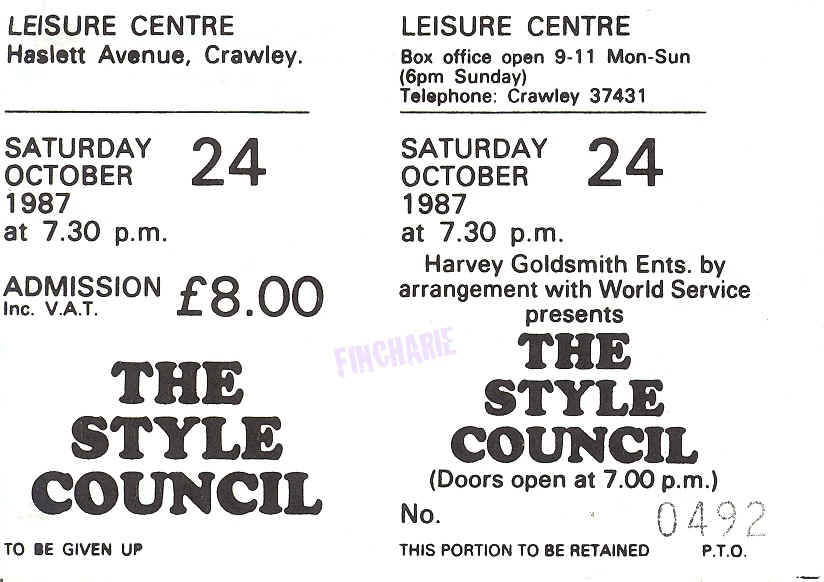 LEISURE CENTRE
Haslett Avenue, Crawley.
SATURDAY 24
OCTOBER
1987
at 7.30 p.m.
ADMISSION £8.00
Inc. V.A.T.
THE
STYLE
COUNCIL
TO BE GIVEN UP
LEISURE CENTRE
Box office open 9-11 Mon-Sun
(6pm Sunday)
Telephone: Crawley 37431
SATURDAY 24
OCTOBER
1987
at 7.30 p.m.
Harvey Goldsmith Ents. by
arrangement with World Service
presents
FINCHARIE
THE
STYLE
COUNCIL
(Doors open at 7.00 p.m.)
No. 0492
THIS PORTION TO BE RETAINED P.T.O.